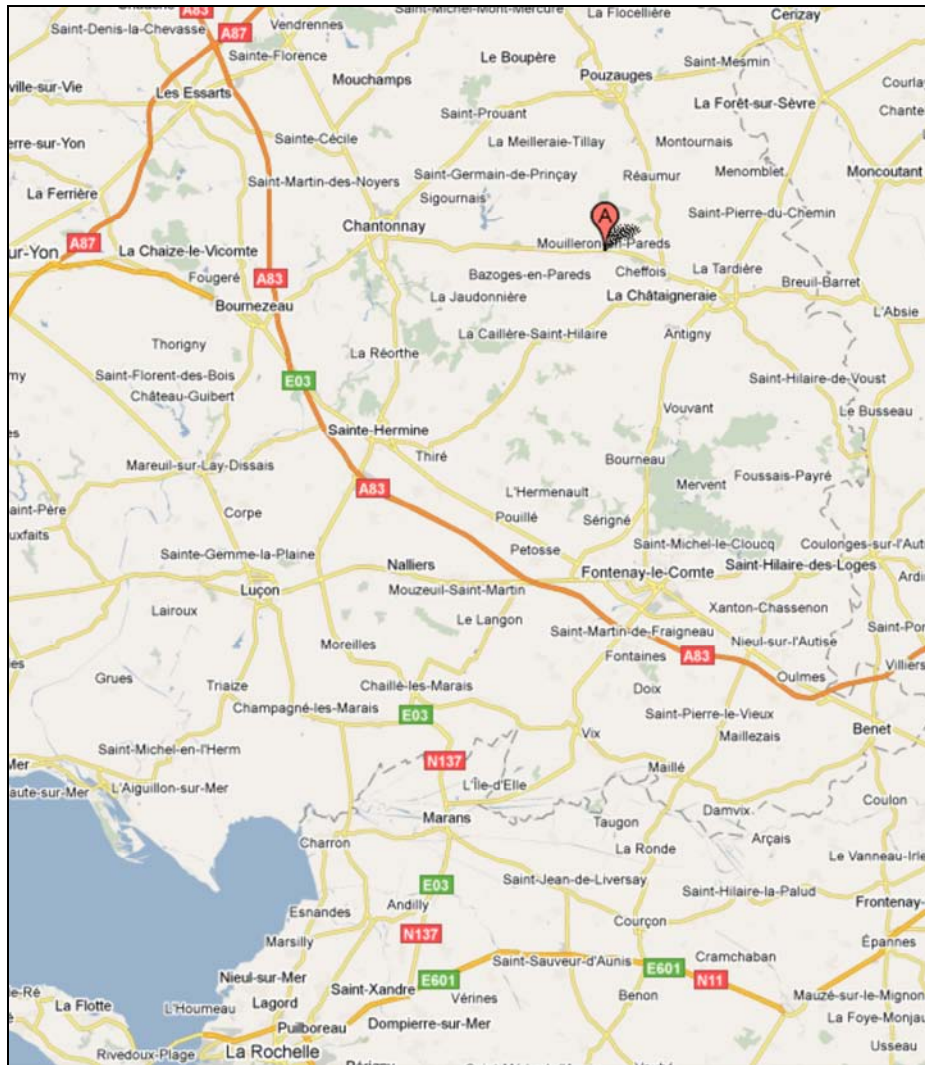 A83
Saint-Michel-Mont-Mercure
La Flocellière
Cerizay
Saint-Denis-la-Chevasse
A87
Vendrennes
Sainte-Florence
Le Boupère
Saint-Mesmin
Mouchamps
Pouzauges
ville-sur-Vie
Les Essarts
La Forêt-sur-Sèvre
Saint-Prouant
Sainte-Cécile
La Meilleraie-Tillay
Montournais
erre-sur-Yon
La Ferrière
Saint-Martin-des-Noyers
Saint-Germain-de-Prinçay
Réaumur
Menomblet
Moncoutant
Sigournais
Chantonnay
A
Saint-Pierre-du-Chemin
A87
ur-Yon
La Chaize-le-Vicomte
Mouilleron-en-Pareds
Fougeré
A83
Bazoges-en-Pareds
Cheffois
La Tardière
Breuil-Barret
La Jaudonnière
La Châtaigneraie
Bournezeau
L'Absie
La Caillère-Saint-Hilaire
Antigny
Thorigny
La Réorthe
Saint-Florent-des-Bois
E03
Saint-Hilaire-de-Voust
Château-Guibert
Vouvant
Le Busseau
Sainte-Hermine
Thiré
Bourneau
Mareuil-sur-Lay-Dissais
Foussais-Payré
Mervent
A83
L'Hermenault
Corpe
Pouillé
Sérigné
aint-Père
uxfaits
Petosse
Saint-Michel-le-Cloucq
Coulonges-sur-l'Auti
Sainte-Gemme-la-Plaine
Nalliers
Fontenay-le-Comte
Saint-Hilaire-des-Loges
Luçon
Mouzeuil-Saint-Martin
Xanton-Chassenon
Lairoux
Le Langon
Saint-Martin-de-Fraigneau
Nieul-sur-l'Autise
Moreilles
Fontaines
A83
Villiers
Oulmes
Grues
Triaize
Chaillé-les-Marais
Doix
Champagné-les-Marais
E03
Saint-Pierre-le-Vieux
Vix
Maillezais
Benet
Saint-Michel-en-l'Herm
N137
Maillé
L'Île-d'Elle
L'Aiguillon-sur-Mer
aute-sur-Mer
Damvix
Coulon
Marans
Taugon
Arçais
Charron
La Ronde
Le Vanneau-Irle
E03
Saint-Jean-de-Liversay
Saint-Hilaire-la-Palud
Andilly
Frontenay-
Esnandes
Courçon
N137
Marsilly
Épannes
Saint-Sauveur-d'Aunis
Cramchaban
E601
Nieul-sur-Mer
E601
N11
Saint-Xandre
Vérines
Benon
Mauzé-sur-le-Mignon
La Flotte
L'Houmeau
Lagord
Puilboreau
Dompierre-sur-Mer
La Foye-Monjau
Rivedoux-Plage
La Rochelle
Usseau